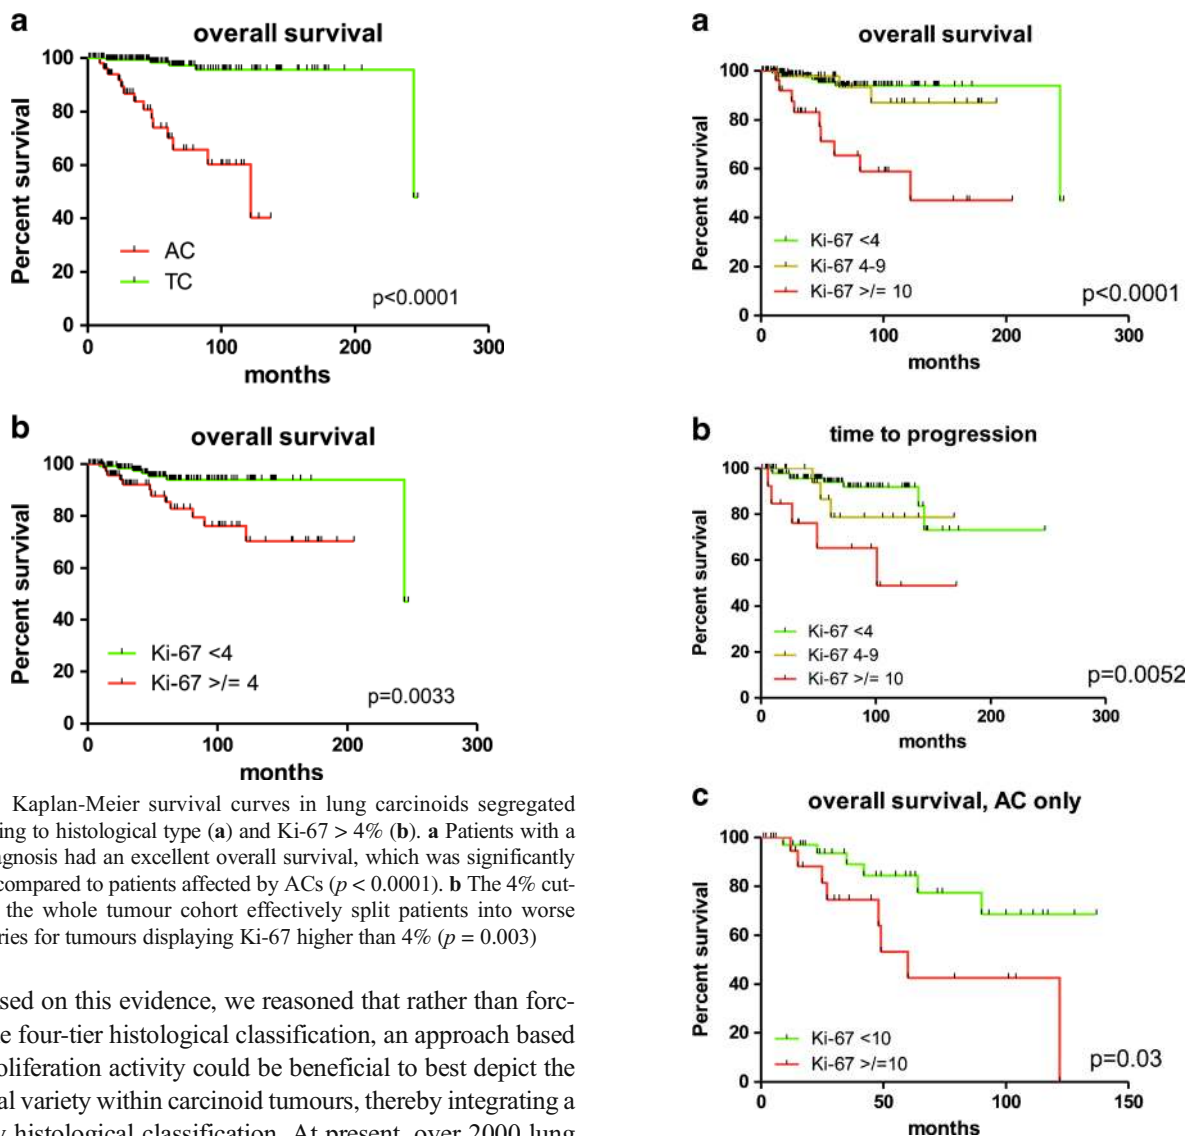 a
overall survival
100
80
60
40
20
0
Percent survival
AC
TC
p<0.0001
0
100
200
300
months
b
overall survival
100
80
60
40
20
0
Percent survival
Ki-67 <4
Ki-67 >/= 4
p=0.0033
0
100
200
300
months
Kaplan-Meier survival curves in lung carcinoids segregated
ing to histological type (a) and Ki-67 > 4% (b). a Patients with a
agnosis had an excellent overall survival, which was significantly
compared to patients affected by ACs (p < 0.0001). b The 4% cut-
the whole tumour cohort effectively split patients into worse
ries for tumours displaying Ki-67 higher than 4% (p = 0.003)
sed on this evidence, we reasoned that rather than forc-
e four-tier histological classification, an approach based
oliferation activity could be beneficial to best depict the
al variety within carcinoid tumours, thereby integrating a
y histological classification. At present, over 2000 lung
a
overall survival
100
80
60
40
20
0
Percent survival
Ki-67 <4
Ki-67 4-9
Ki-67 >/= 10
p<0.0001
0
100
200
300
months
b
time to progression
100
80
60
40
20
0
Percent survival
Ki-67 <4
Ki-67 4-9
Ki-67 >/= 10
p=0.0052
0
100
200
300
months
c
overall survival, AC only
100
80
60
40
20
0
Percent survival
Ki-67 <10
Ki-67 >/=10
p=0.03
0
50
100
150
months